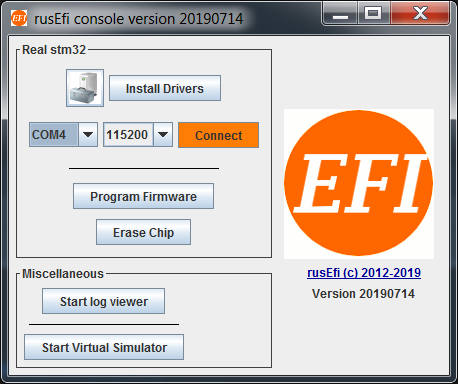 EFI rusEfi console version 20190714
Real stm32
Install Drivers
COM4 115200 Connect
Program Firmware
Erase Chip
Miscellaneous
Start log viewer
Start Virtual Simulator
EFI
rusEfi (c) 2012-2019
Version 20190714